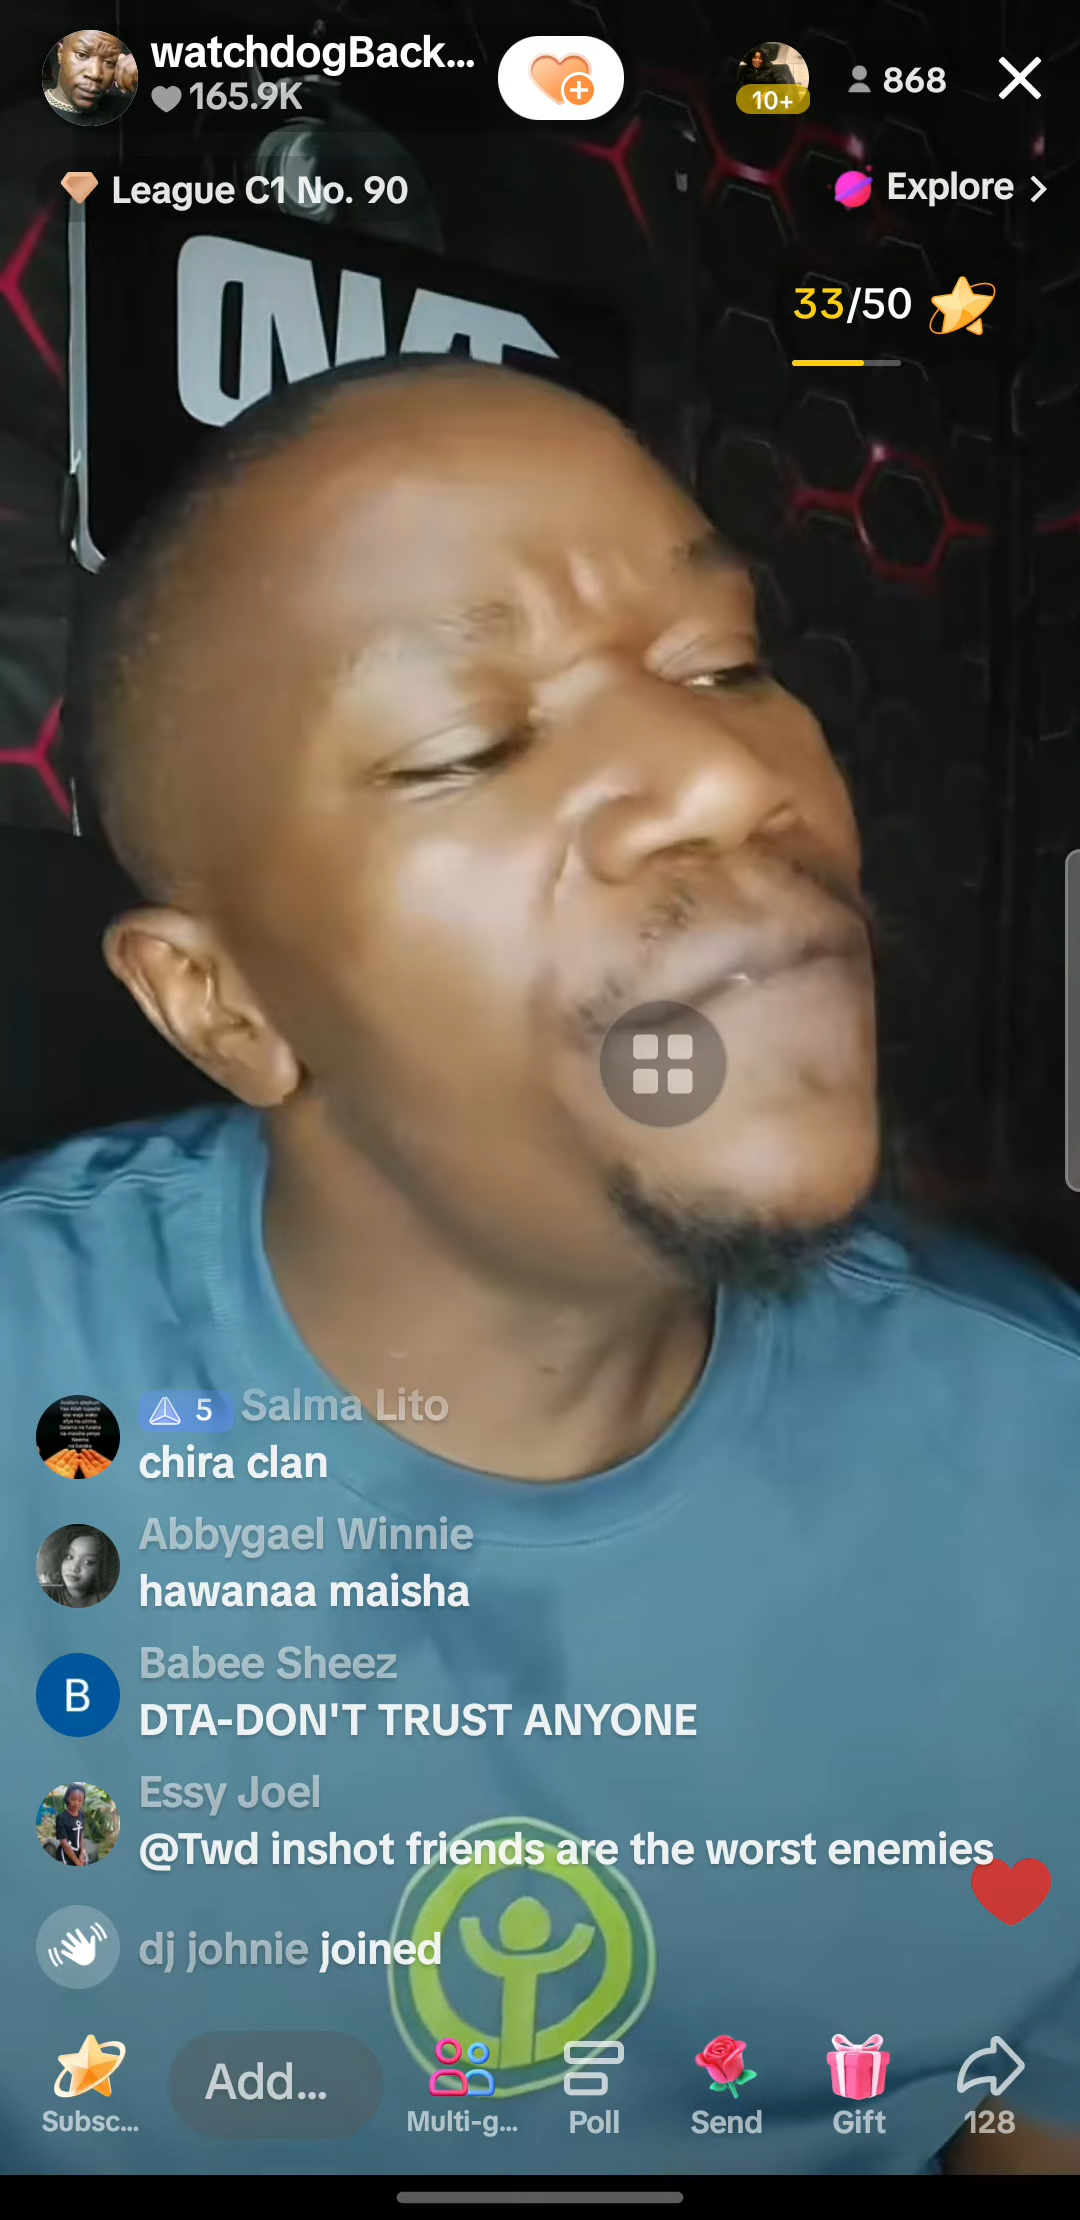 watchdogBack...
165.9K
10+
868
League C1 No. 90
Explore >
33/50
5 Salma Lito
chira clan
Abbygael Winnie
hawanaa maisha
B
Babee Sheez
DTA-DON'T TRUST ANYONE
Essy Joel
@Twd inshot friends are the worst enemies
dj johnie joined
Subsc...
Add...
Multi-g...
Poll
Send
Gift
128